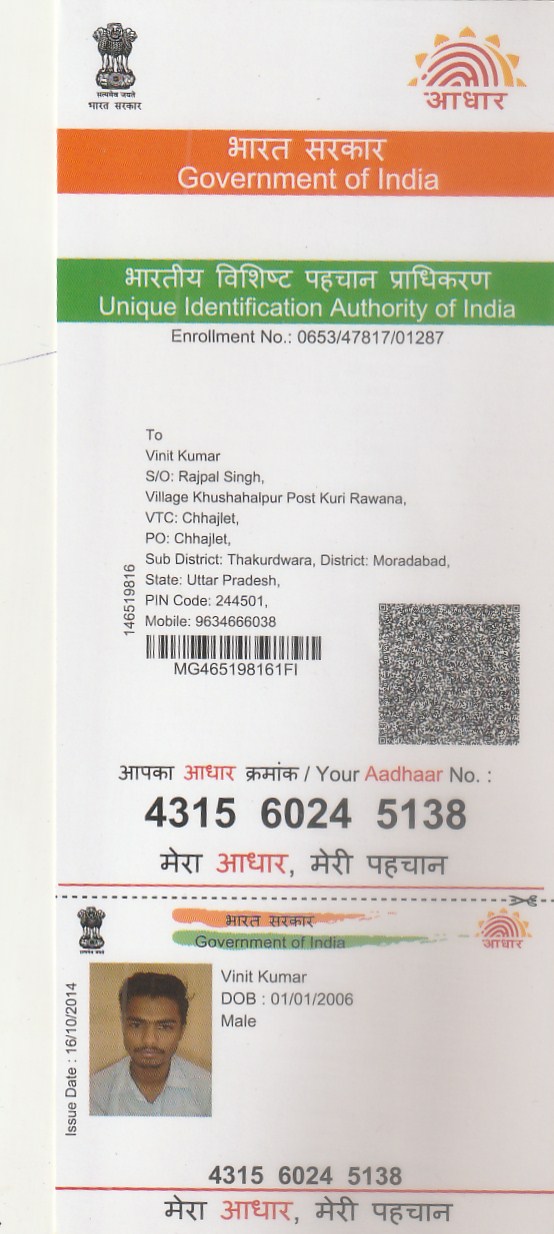 सत्यमेव जयते
भारत सरकार
आधार
भारत सरकार
Government of India
भारतीय विशिष्ट पहचान प्राधिकरण
Unique Identification Authority of India
Enrollment No.: 0653/47817/01287
To
Vinit Kumar
S/O: Rajpal Singh,
Village Khushahalpur Post Kuri Rawana,
VTC: Chhajlet,
PO: Chhajlet,
Sub District: Thakurdwara, District: Moradabad,
State: Uttar Pradesh,
PIN Code: 244501,
Mobile: 9634666038
146519816
MG465198161FI
आपका आधार क्रमांक / Your Aadhaar No. :
4315 6024 5138
मेरा आधार, मेरी पहचान
भारत सरकार
Government of India
आधार
Vinit Kumar
DOB : 01/01/2006
Male
Issue Date : 16/10/2014
4315 6024 5138
मेरा आधार, मेरी पहचान